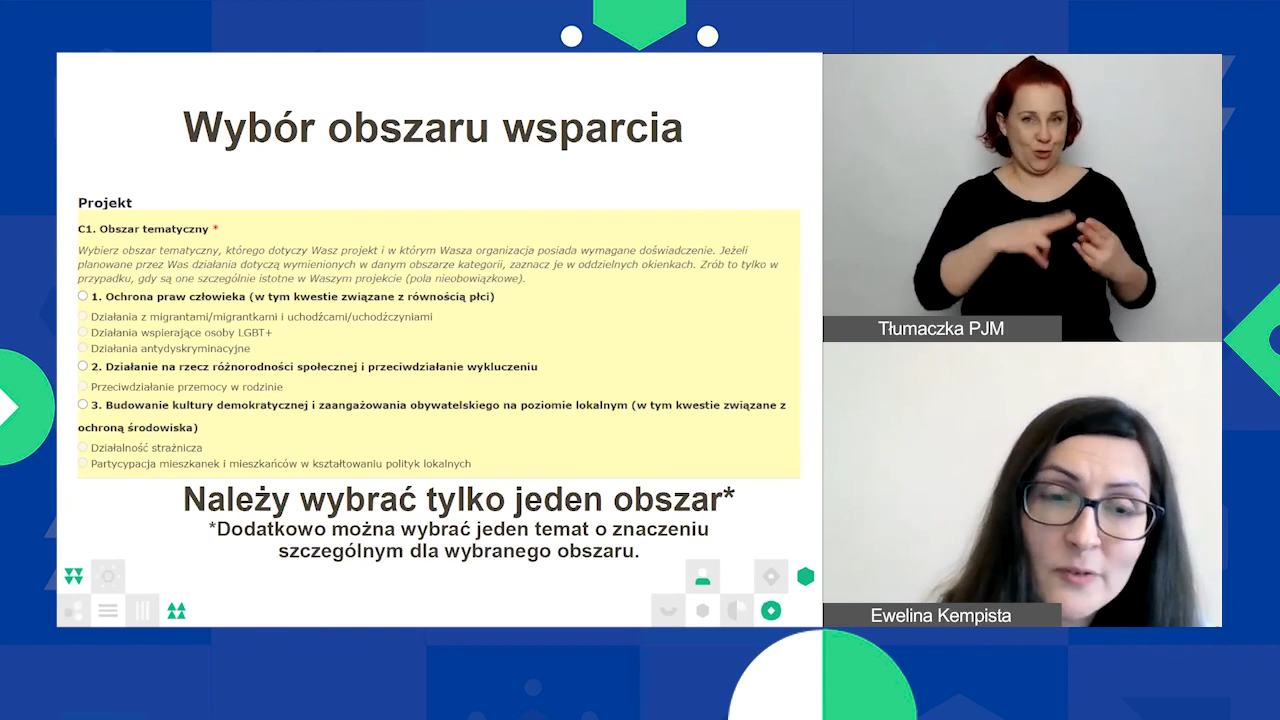 Wybór obszaru wsparcia
Projekt
C1. Obszar tematyczny *
Wybierz obszar tematyczny, którego dotyczy Wasz projekt i w którym Wasza organizacja posiada wymagane doświadczenie. Jeżeli
planowane przez Was działania dotyczą wymienionych w danym obszarze kategorii, zaznacz je w oddzielnych okienkach. Zrób to tylko w
przypadku, gdy są one szczególnie istotne w Waszym projekcie (pola nieobowiązkowe).
1. Ochrona praw człowieka (w tym kwestie związane z równością płci)
Działania z migrantami/migrantkami i uchodźcami/uchodźczyniami
Działania wspierające osoby LGBT+
Działania antydyskryminacyjne
2. Działanie na rzecz różnorodności społecznej i przeciwdziałanie wykluczeniu
Przeciwdziałanie przemocy w rodzinie
3. Budowanie kultury demokratycznej i zaangażowania obywatelskiego na poziomie lokalnym (w tym kwestie związane z
ochroną środowiska)
Działalność strażnicza
Partycypacja mieszkanek i mieszkańców w kształtowaniu polityk lokalnych
Należy wybrać tylko jeden obszar*
*Dodatkowo można wybrać jeden temat o znaczeniu
szczególnym dla wybranego obszaru.
Tłumaczka PJM
Ewelina Kempista